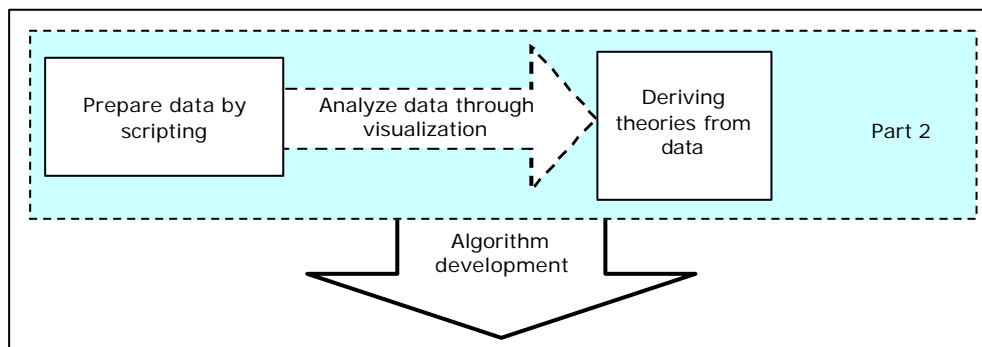 Prepare data by
scripting
Analyze data through
visualization
Deriving
theories from
data
Part 2
Algorithm
development